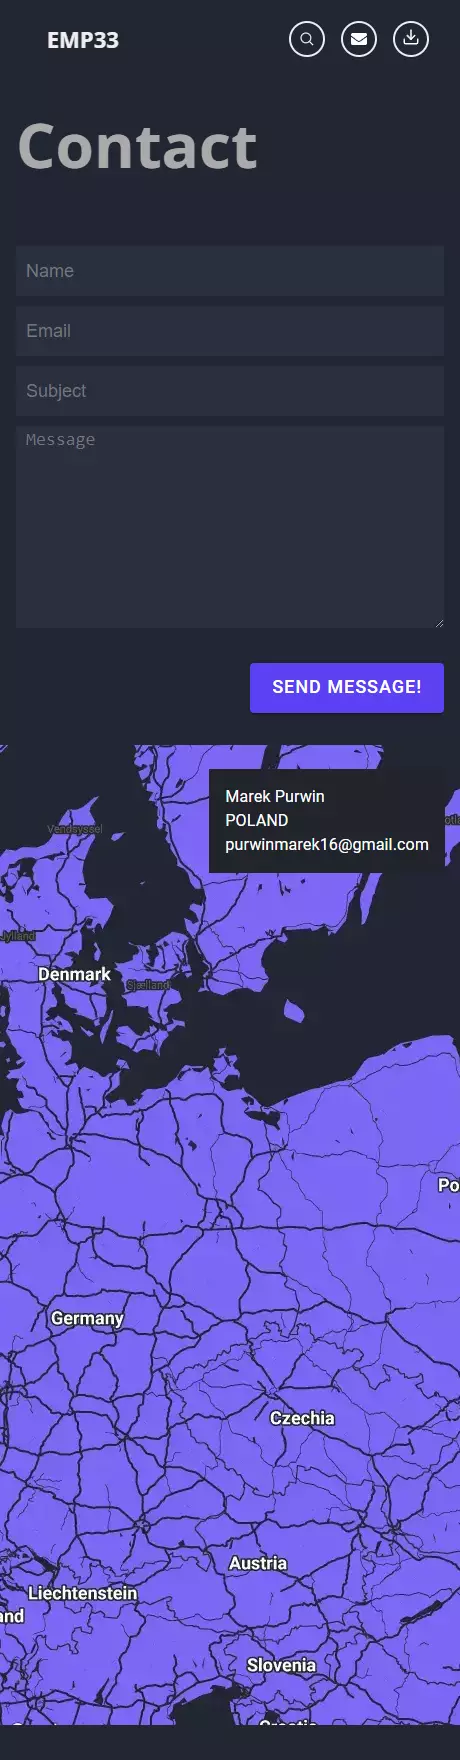 EMP33
Contact
Name
Email
Subject
Message
SEND MESSAGE!
Marek Purwin
POLAND
purwinmarek16@gmail.com
Vendsyssel
Jylland
Denmark
Sjælland
Po
Germany
Czechia
Austria
Liechtenstein
and
Slovenia